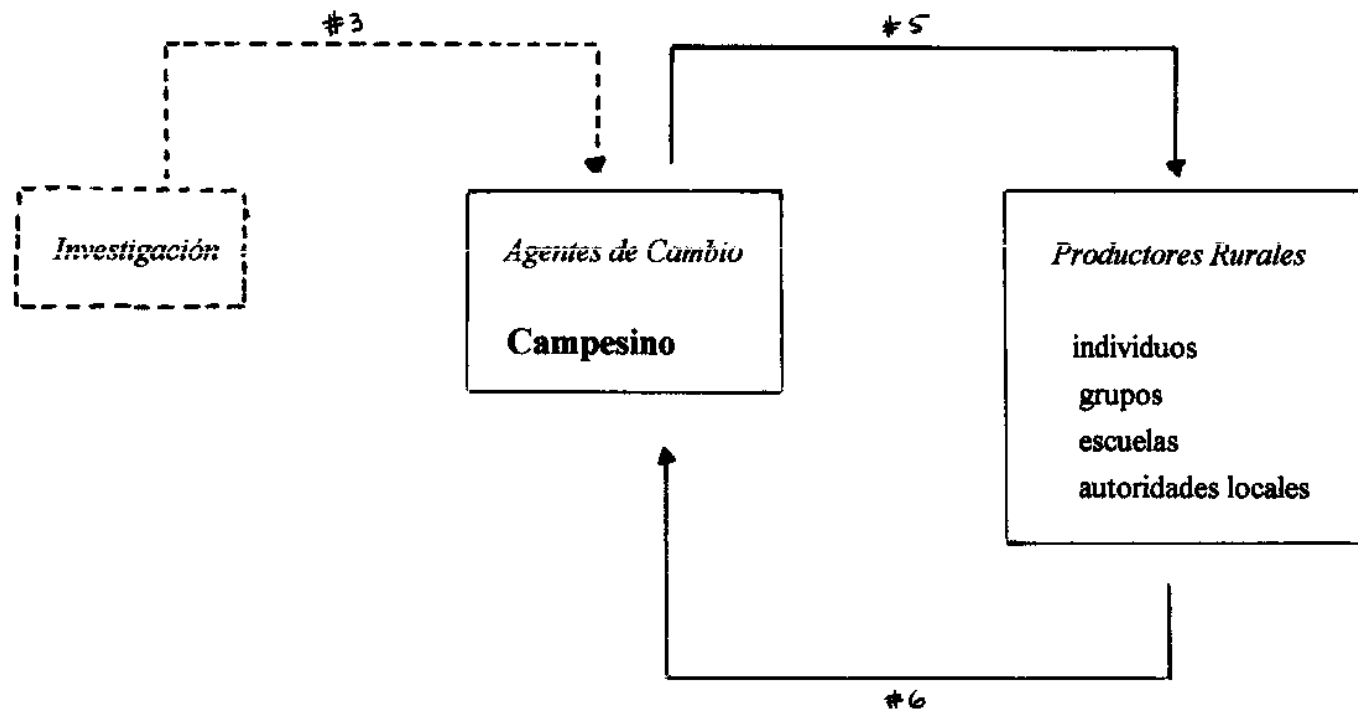 #3
#5
Investigación
Agentes de Cambio
Campesino
Productores Rurales
individuos
grupos
escuelas
autoridades locales
#6